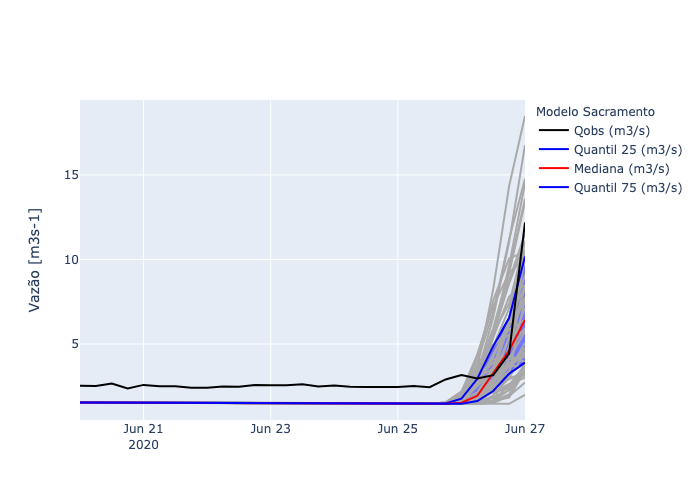 Modelo Sacramento
Qobs (m3/s)
Quantil 25 (m3/s)
Mediana (m3/s)
Quantil 75 (m3/s)
Vazão [m3s-1]
15
10
5
Jun 21
2020
Jun 23
Jun 25
Jun 27